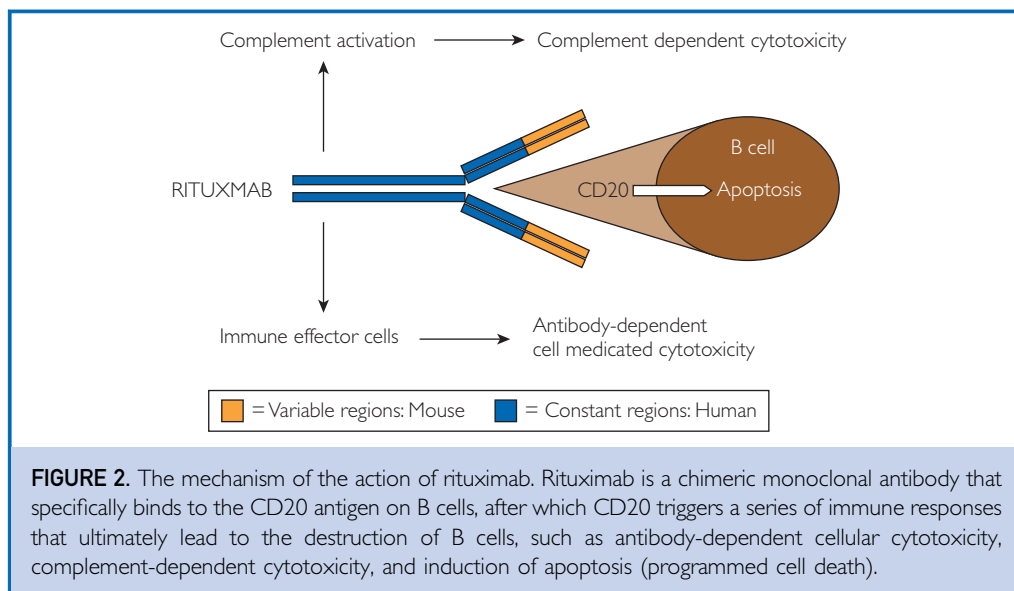 Complement activation
Complement dependent cytotoxicity
RITUXMAB
B cell
CD20
Apoptosis
Immune effector cells
Antibody-dependent
cell medicated cytotoxicity
= Variable regions: Mouse
= Constant regions: Human
FIGURE 2. The mechanism of the action of rituximab. Rituximab is a chimeric monoclonal antibody that
specifically binds to the CD20 antigen on B cells, after which CD20 triggers a series of immune responses
that ultimately lead to the destruction of B cells, such as antibody-dependent cellular cytotoxicity,
complement-dependent cytotoxicity, and induction of apoptosis (programmed cell death).